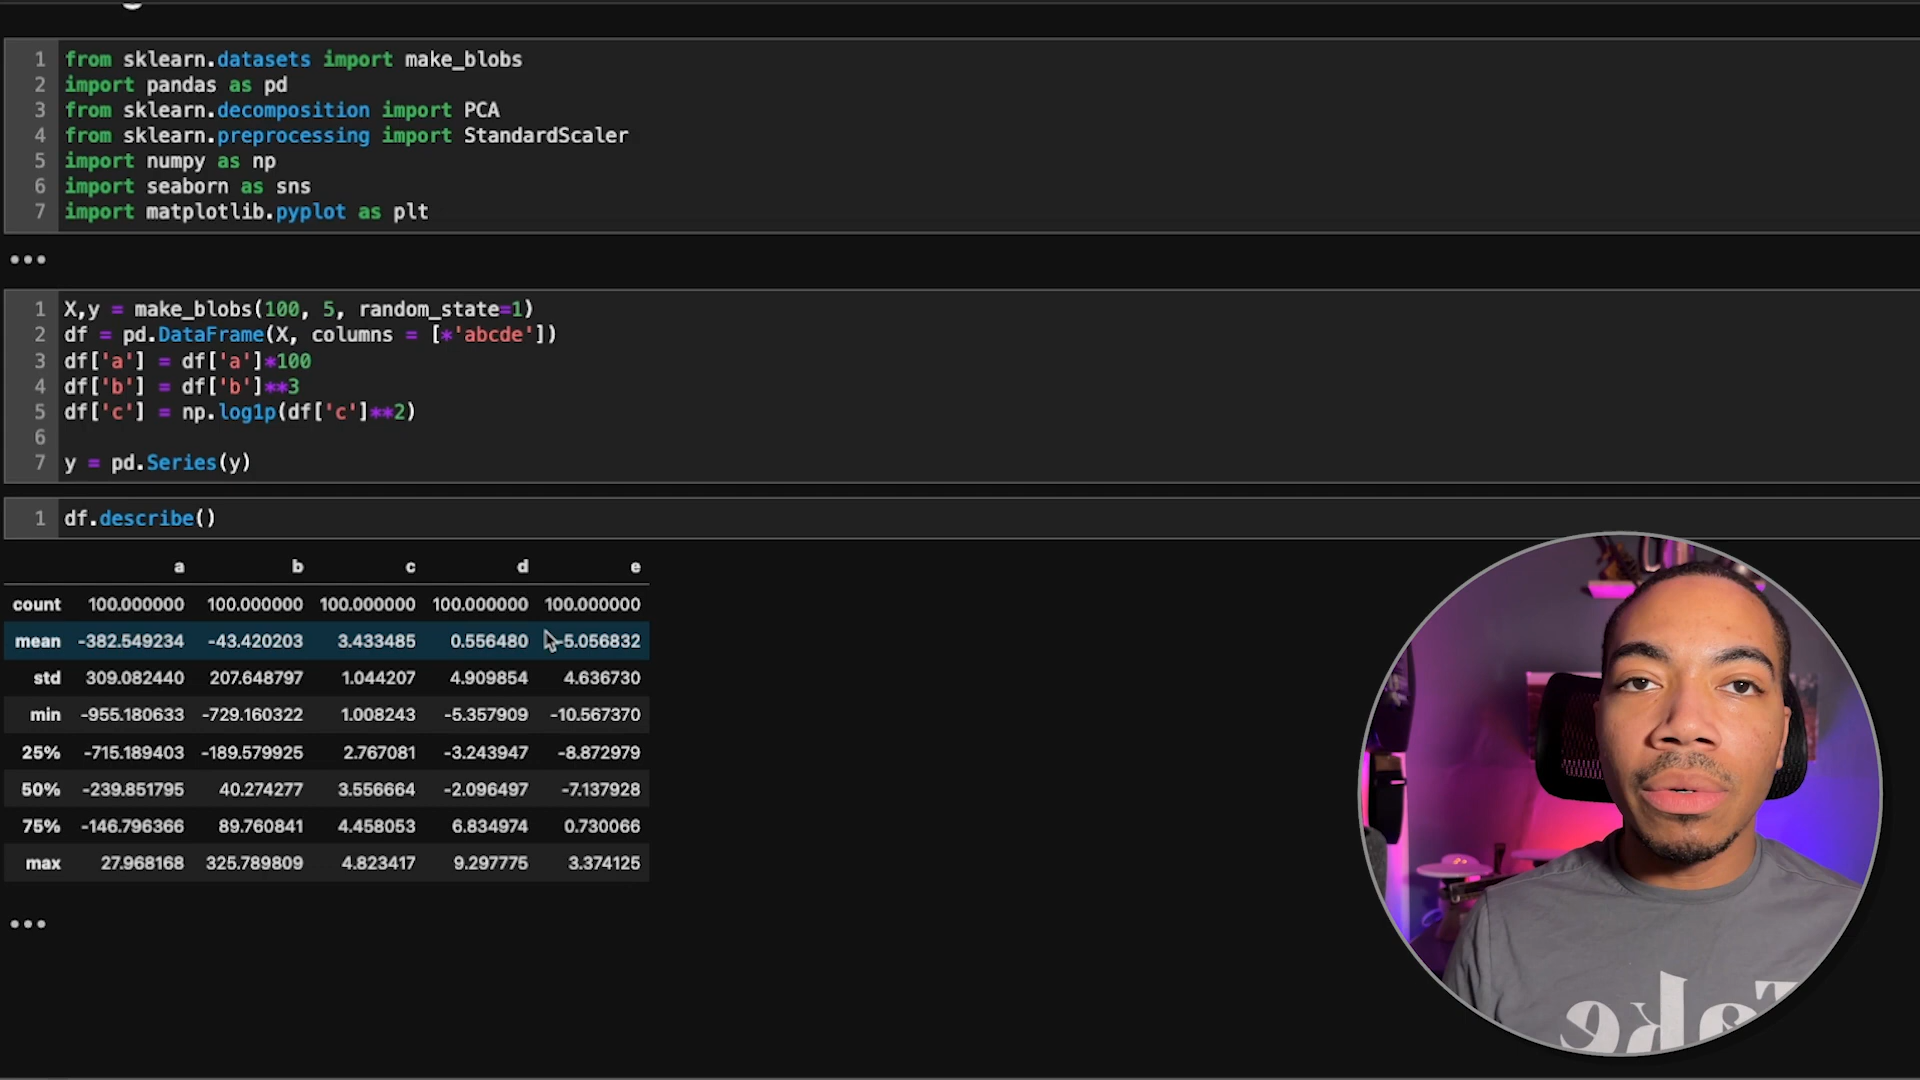 1 from sklearn.datasets import make_blobs
2 import pandas as pd
3 from sklearn.decomposition import PCA
4 from sklearn.preprocessing import StandardScaler
5 import numpy as np
6 import seaborn as sns
7 import matplotlib.pyplot as plt
1 X,y = make_blobs(100, 5, random_state=1)
2 df = pd.DataFrame(X, columns = [*'abcde'])
3 df['a'] = df['a']*100
4 df['b'] = df['b']**3
5 df['c'] = np.log1p(df['c']**2)
6
7 y = pd.Series(y)
1 df.describe()
a b c d e
count 100.000000 100.000000 100.000000 100.000000 100.000000
mean -382.549234 -43.420203 3.433485 0.556480 -5.056832
std 309.082440 207.648797 1.044207 4.909854 4.636730
min -955.180633 -729.160322 1.008243 -5.357909 -10.567370
25% -715.189403 -189.579925 2.767081 -3.243947 -8.872979
50% -239.851795 40.274277 3.556664 -2.096497 -7.137928
75% -146.796366 89.760841 4.458053 6.834974 0.730066
max 27.968168 325.789809 4.823417 9.297775 3.374125